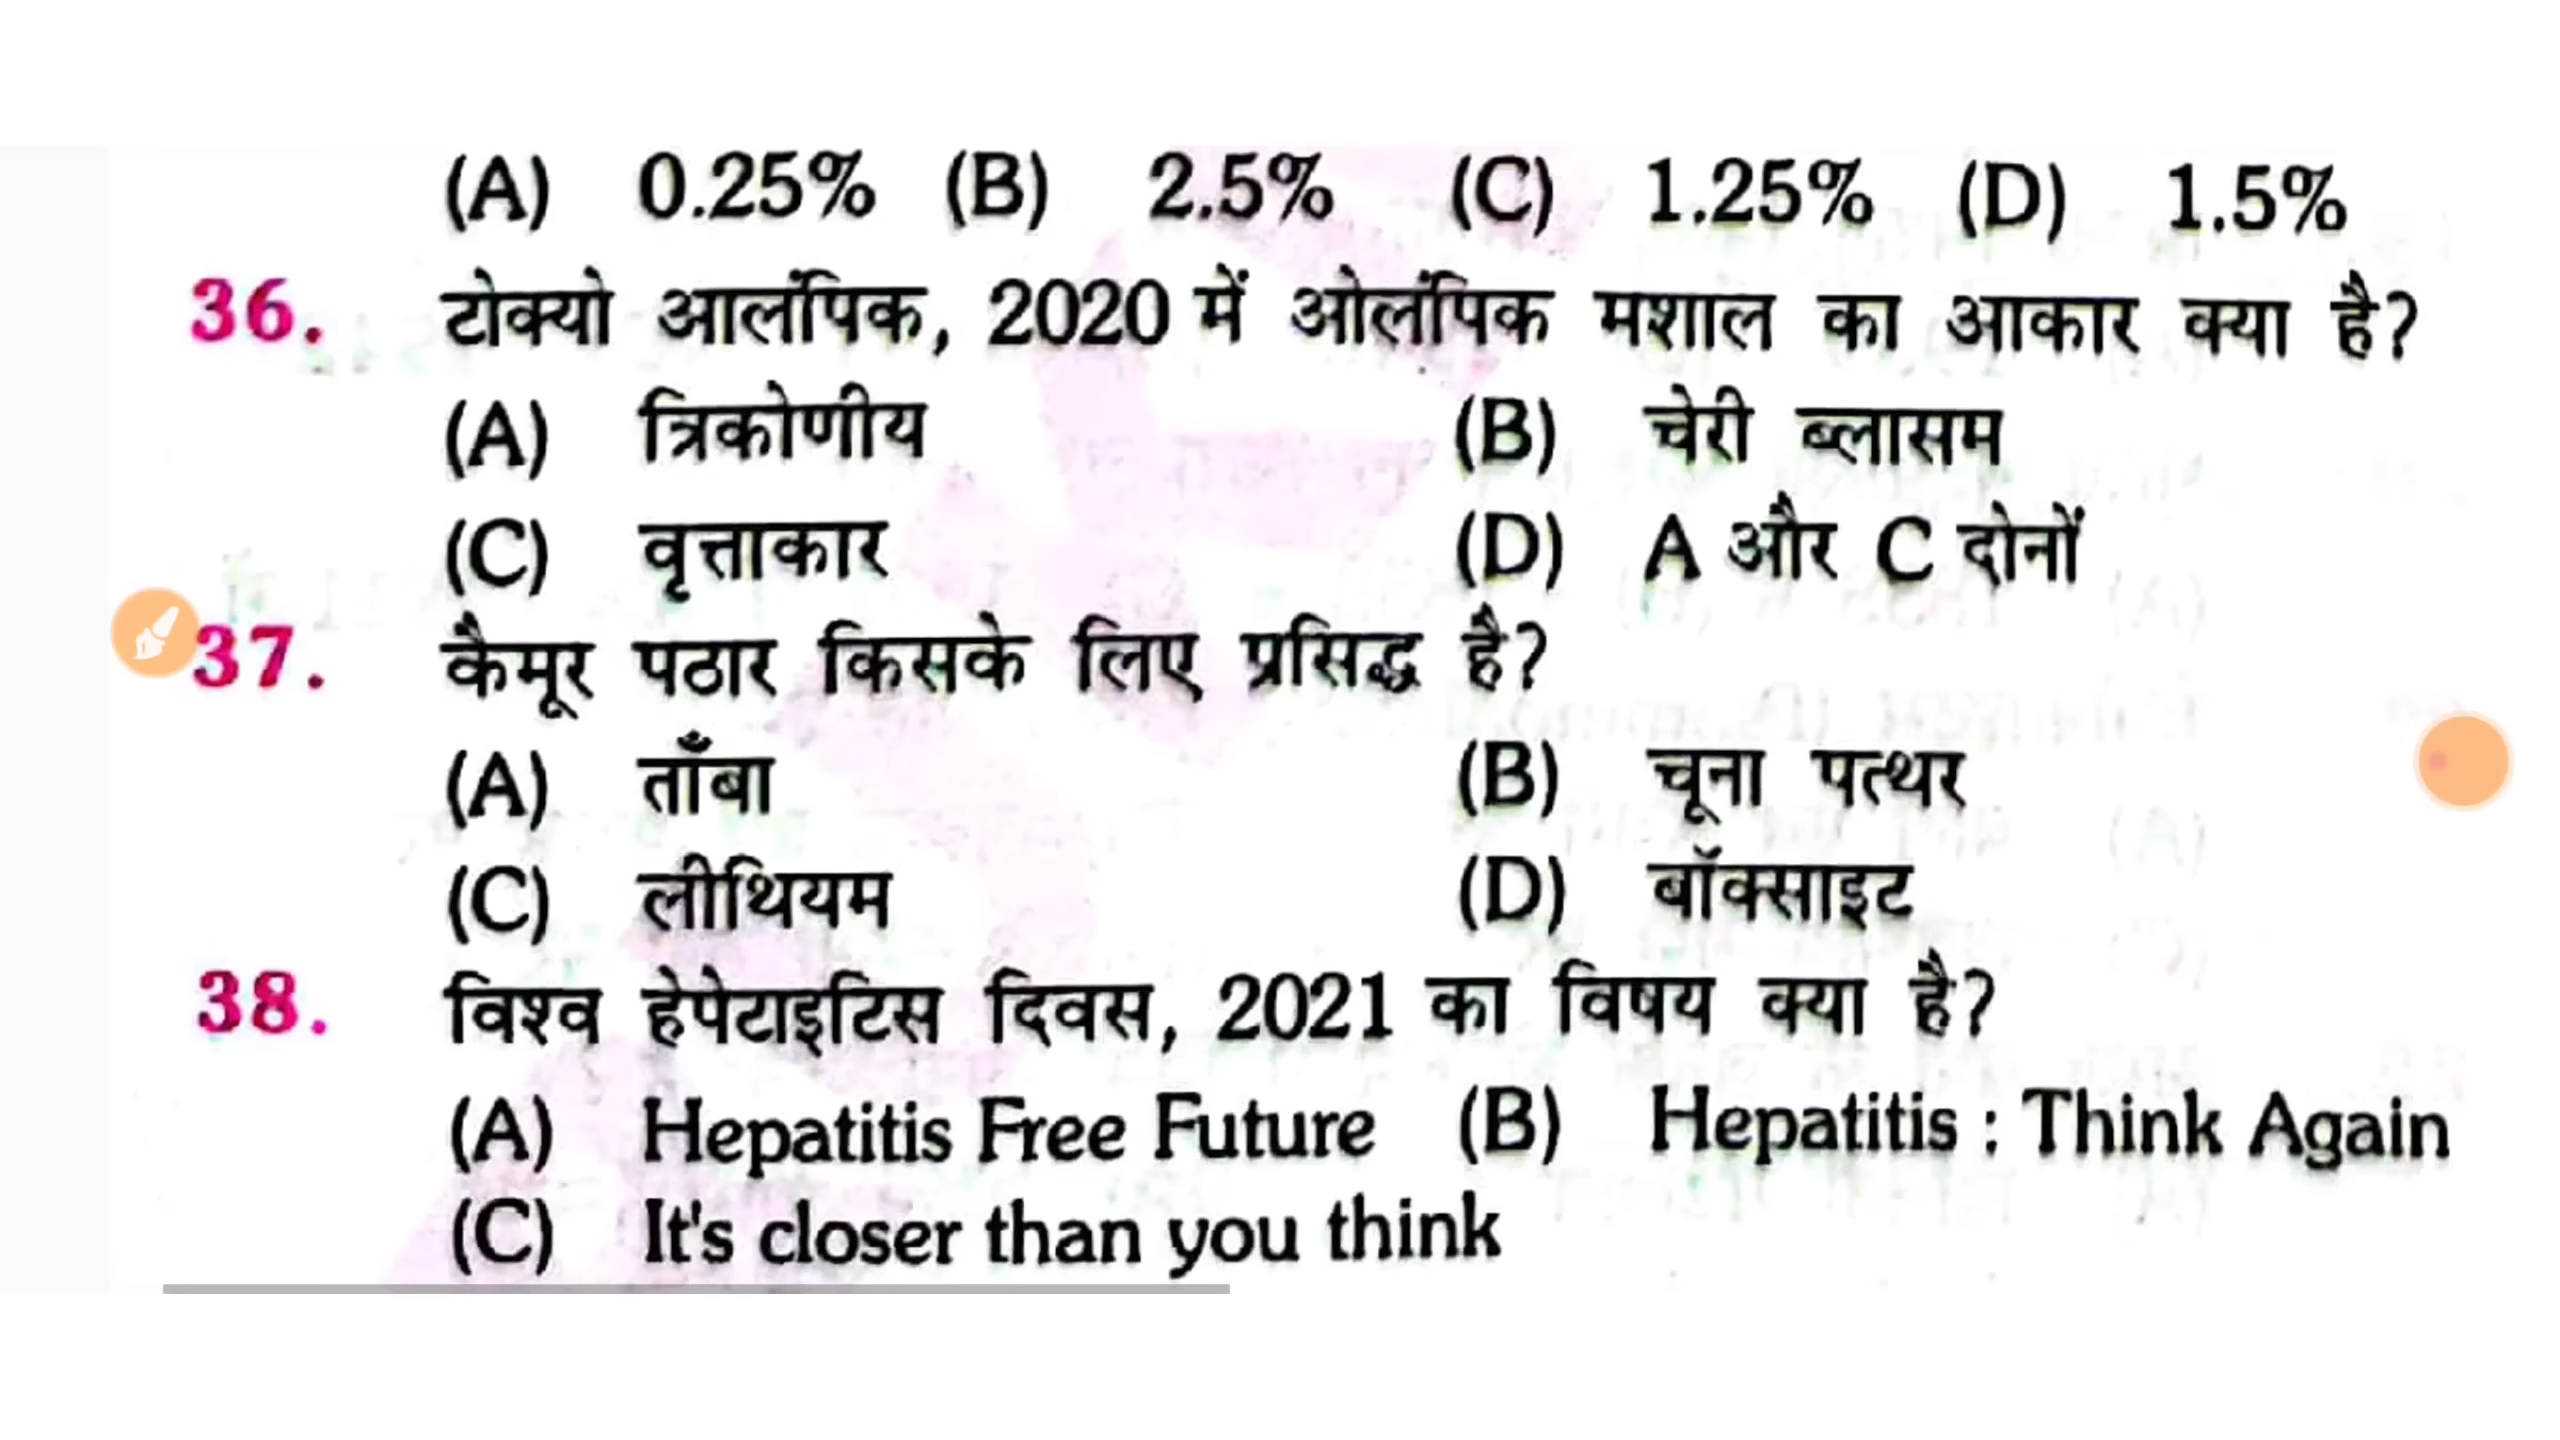 (A) 0.25% (B) 2.5% (C) 1.25% (D) 1.5%
36. टोक्यो आलंपिक, 2020 में ओलंपिक मशाल का आकार क्या है?
(A) त्रिकोणीय (B) चेरी ब्लासम
(C) वृत्ताकार (D) A और C दोनों
37. कैमूर पठार किसके लिए प्रसिद्ध है?
(A) ताँबा (B) चूना पत्थर
(C) लीथियम (D) बॉक्साइट
38. विश्व हेपेटाइटिस दिवस, 2021 का विषय क्या है?
(A) Hepatitis Free Future (B) Hepatitis : Think Again
(C) It's closer than you think